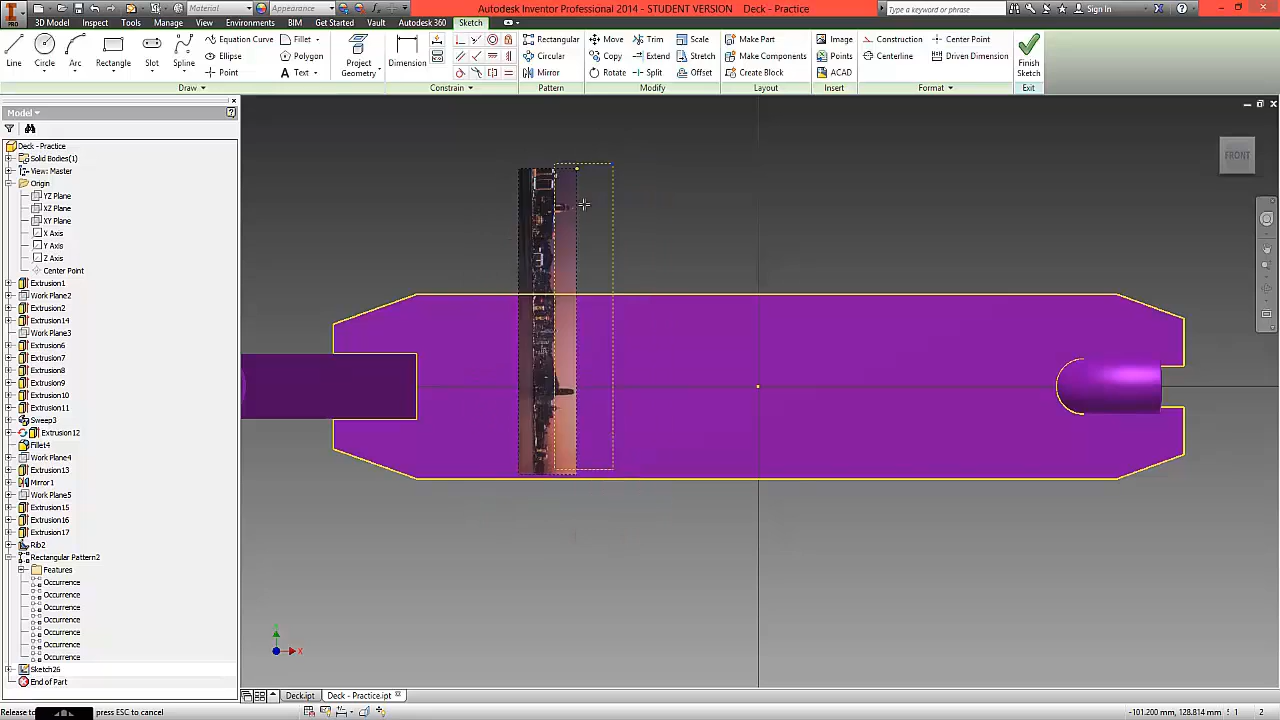 Material
Appearance
Autodesk Inventor Professional 2014 - STUDENT VERSION Deck - Practice
Type a keyword or phrase
Sign In
PRO
3D Model Inspect Tools Manage View Environments BIM Get Started Vault Autodesk 360 Sketch
Line Circle Arc Rectangle Slot Spline
Equation Curve
Ellipse
Point
Fillet
Polygon
Text
Project Geometry
Dimension
Rectangular
Circular
Mirror
Move Trim Scale
Copy Extend Stretch
Rotate Split Offset
Make Part
Make Components
Create Block
Image
Points
ACAD
Construction
Centerline
Center Point
Driven Dimension
Finish Sketch
Draw Constrain Pattern Modify Layout Insert Format Exit
Model
Deck - Practice
Solid Bodies(1)
View: Master
Origin
YZ Plane
XZ Plane
XY Plane
X Axis
Y Axis
Z Axis
Center Point
Extrusion1
Work Plane2
Extrusion2
Extrusion14
Work Plane3
Extrusion6
Extrusion7
Extrusion8
Extrusion9
Extrusion10
Extrusion11
Sweep3
Extrusion12
Fillet4
Work Plane4
Extrusion13
Mirror1
Work Plane5
Extrusion15
Extrusion16
Extrusion17
Rib2
Rectangular Pattern2
Features
Occurrence
Occurrence
Occurrence
Occurrence
Occurrence
Occurrence
Occurrence
Sketch26
End of Part
FRONT
X
Deck.ipt Deck - Practice.ipt
Release to
press ESC to cancel
-101.200 mm, 128.814 mm 1 2